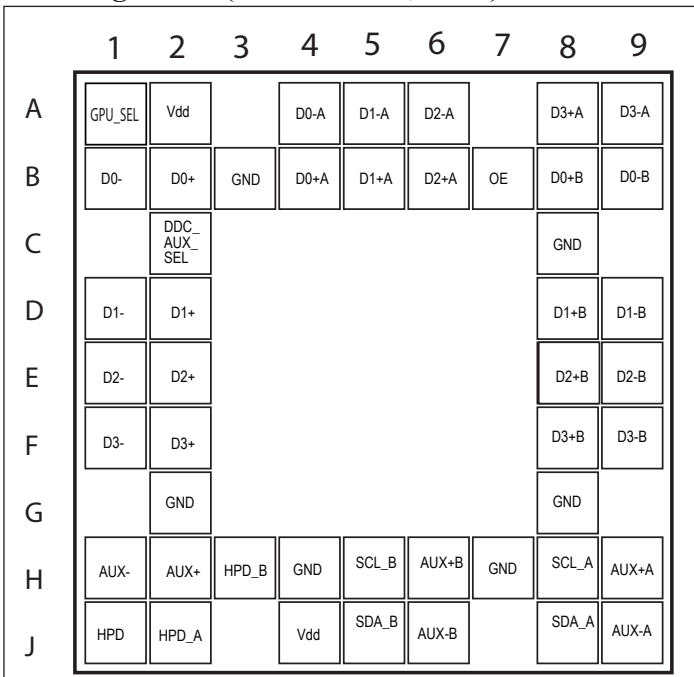 1 2 3 4 5 6 7 8 9
A GPU_SEL Vdd D0-A D1-A D2-A D3+A D3-A
B D0- D0+ GND D0+A D1+A D2+A OE D0+B D0-B
C DDC_ AUX_ SEL GND
D D1- D1+ D1+B D1-B
E D2- D2+ D2+B D2-B
F D3- D3+ D3+B D3-B
G GND GND
H AUX- AUX+ HPD_B GND SCL_B AUX+B GND SCL_A AUX+A
J HPD HPD_A Vdd SDA_B AUX-B SDA_A AUX-A